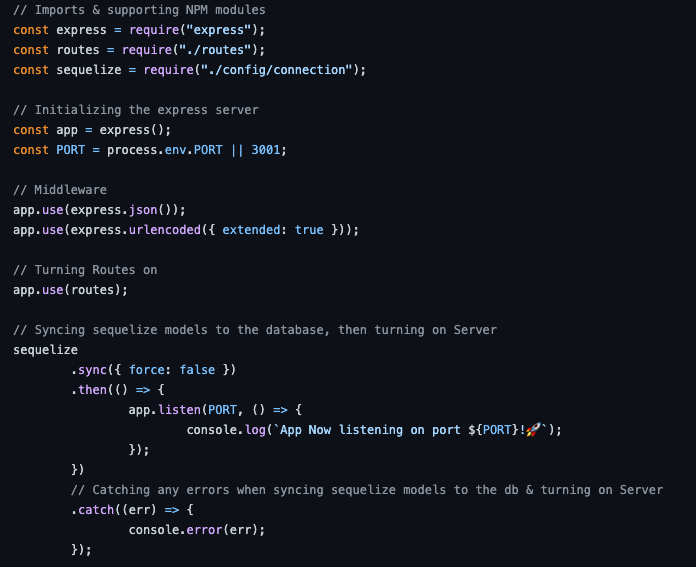 // Imports & supporting NPM modules
const express = require("express");
const routes = require("./routes");
const sequelize = require("./config/connection");
// Initializing the express server
const app = express();
const PORT = process.env.PORT || 3001;
// Middleware
app.use(express.json());
app.use(express.urlencoded({ extended: true }));
// Turning Routes on
app.use(routes);
// Syncing sequelize models to the database, then turning on Server
sequelize
.sync({ force: false })
.then(() => {
app.listen(PORT, () => {
console.log(`App Now listening on port ${PORT}!🚀`);
});
})
// Catching any errors when syncing sequelize models to the db & turning on Server
.catch((err) => {
console.error(err);
});